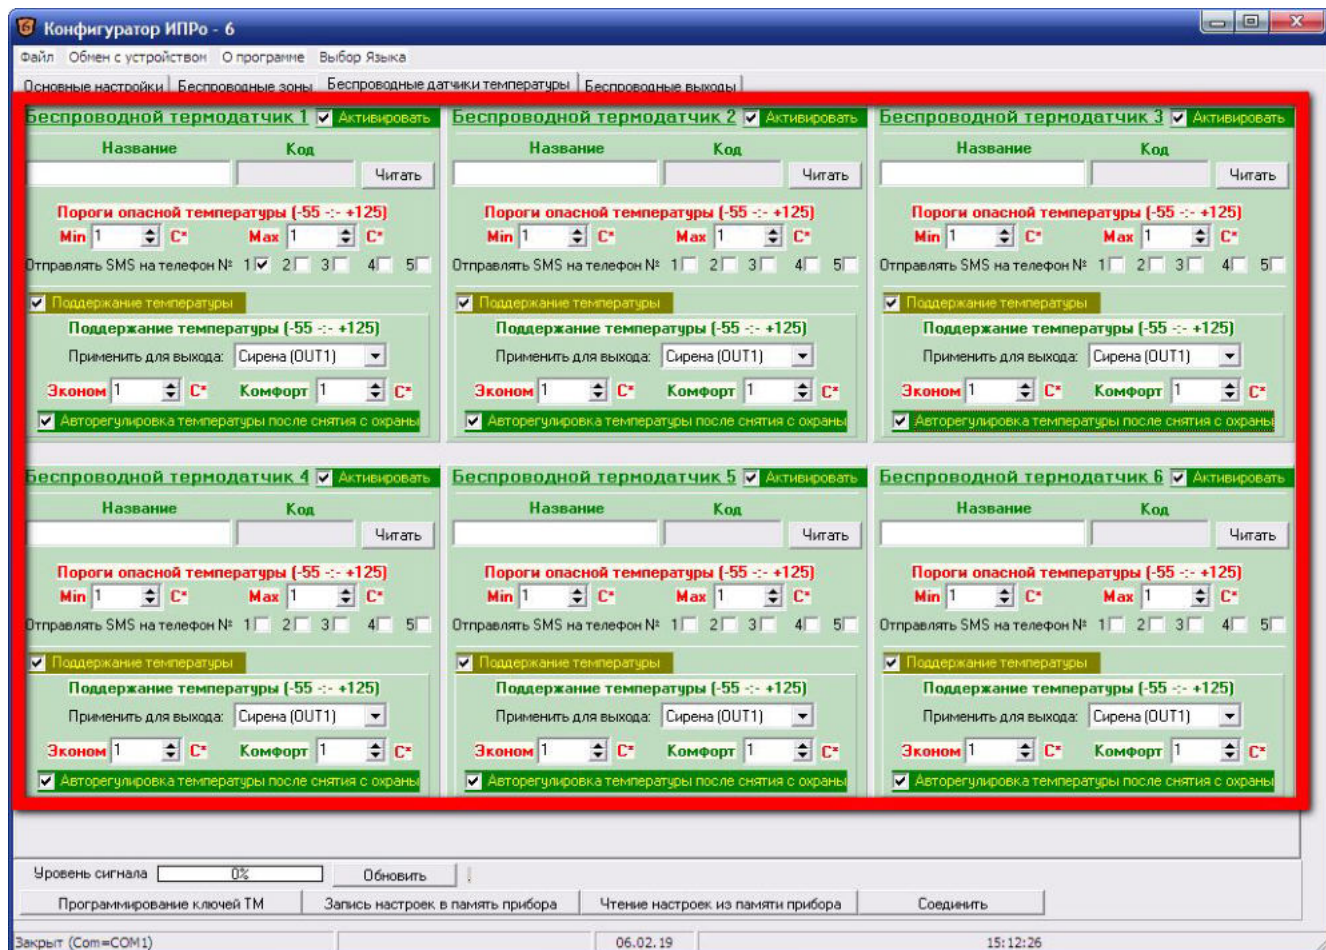 Конфигуратор ИПРо - 6
Файл Обмен с устройством О программе Выбор Языка
Основные настройки Беспроводные зоны Беспроводные датчики температуры Беспроводные выходы
Беспроводной термодатчик 1 Активировать Беспроводной термодатчик 2 Активировать Беспроводной термодатчик 3 Активировать
Название Код Название Код Название Код
Читать Читать Читать
Пороги опасной температуры (-55 -:- +125) Пороги опасной температуры (-55 -:- +125) Пороги опасной температуры (-55 -:- +125)
Min 1 C* Max 1 C* Min 1 C* Max 1 C* Min 1 C* Max 1 C*
Отправлять SMS на телефон № 1 2 3 4 5 Отправлять SMS на телефон № 1 2 3 4 5 Отправлять SMS на телефон № 1 2 3 4 5
Поддержание температуры Поддержание температуры Поддержание температуры
Поддержание температуры (-55 -:- +125) Поддержание температуры (-55 -:- +125) Поддержание температуры (-55 -:- +125)
Применить для выхода: Сирена (OUT1) Применить для выхода: Сирена (OUT1) Применить для выхода: Сирена (OUT1)
Эконом 1 C* Комфорт 1 C* Эконом 1 C* Комфорт 1 C* Эконом 1 C* Комфорт 1 C*
Авторегулировка температуры после снятия с охраны Авторегулировка температуры после снятия с охраны Авторегулировка температуры после снятия с охраны
Беспроводной термодатчик 4 Активировать Беспроводной термодатчик 5 Активировать Беспроводной термодатчик 6 Активировать
Название Код Название Код Название Код
Читать Читать Читать
Пороги опасной температуры (-55 -:- +125) Пороги опасной температуры (-55 -:- +125) Пороги опасной температуры (-55 -:- +125)
Min 1 C* Max 1 C* Min 1 C* Max 1 C* Min 1 C* Max 1 C*
Отправлять SMS на телефон № 1 2 3 4 5 Отправлять SMS на телефон № 1 2 3 4 5 Отправлять SMS на телефон № 1 2 3 4 5
Поддержание температуры Поддержание температуры Поддержание температуры
Поддержание температуры (-55 -:- +125) Поддержание температуры (-55 -:- +125) Поддержание температуры (-55 -:- +125)
Применить для выхода: Сирена (OUT1) Применить для выхода: Сирена (OUT1) Применить для выхода: Сирена (OUT1)
Эконом 1 C* Комфорт 1 C* Эконом 1 C* Комфорт 1 C* Эконом 1 C* Комфорт 1 C*
Авторегулировка температуры после снятия с охраны Авторегулировка температуры после снятия с охраны Авторегулировка температуры после снятия с охраны
Уровень сигнала 0% Обновить
Программирование ключей ТМ Запись настроек в память прибора Чтение настроек из памяти прибора Соединить
Закрыт (Com=COM1) 06.02.19 15:12:26